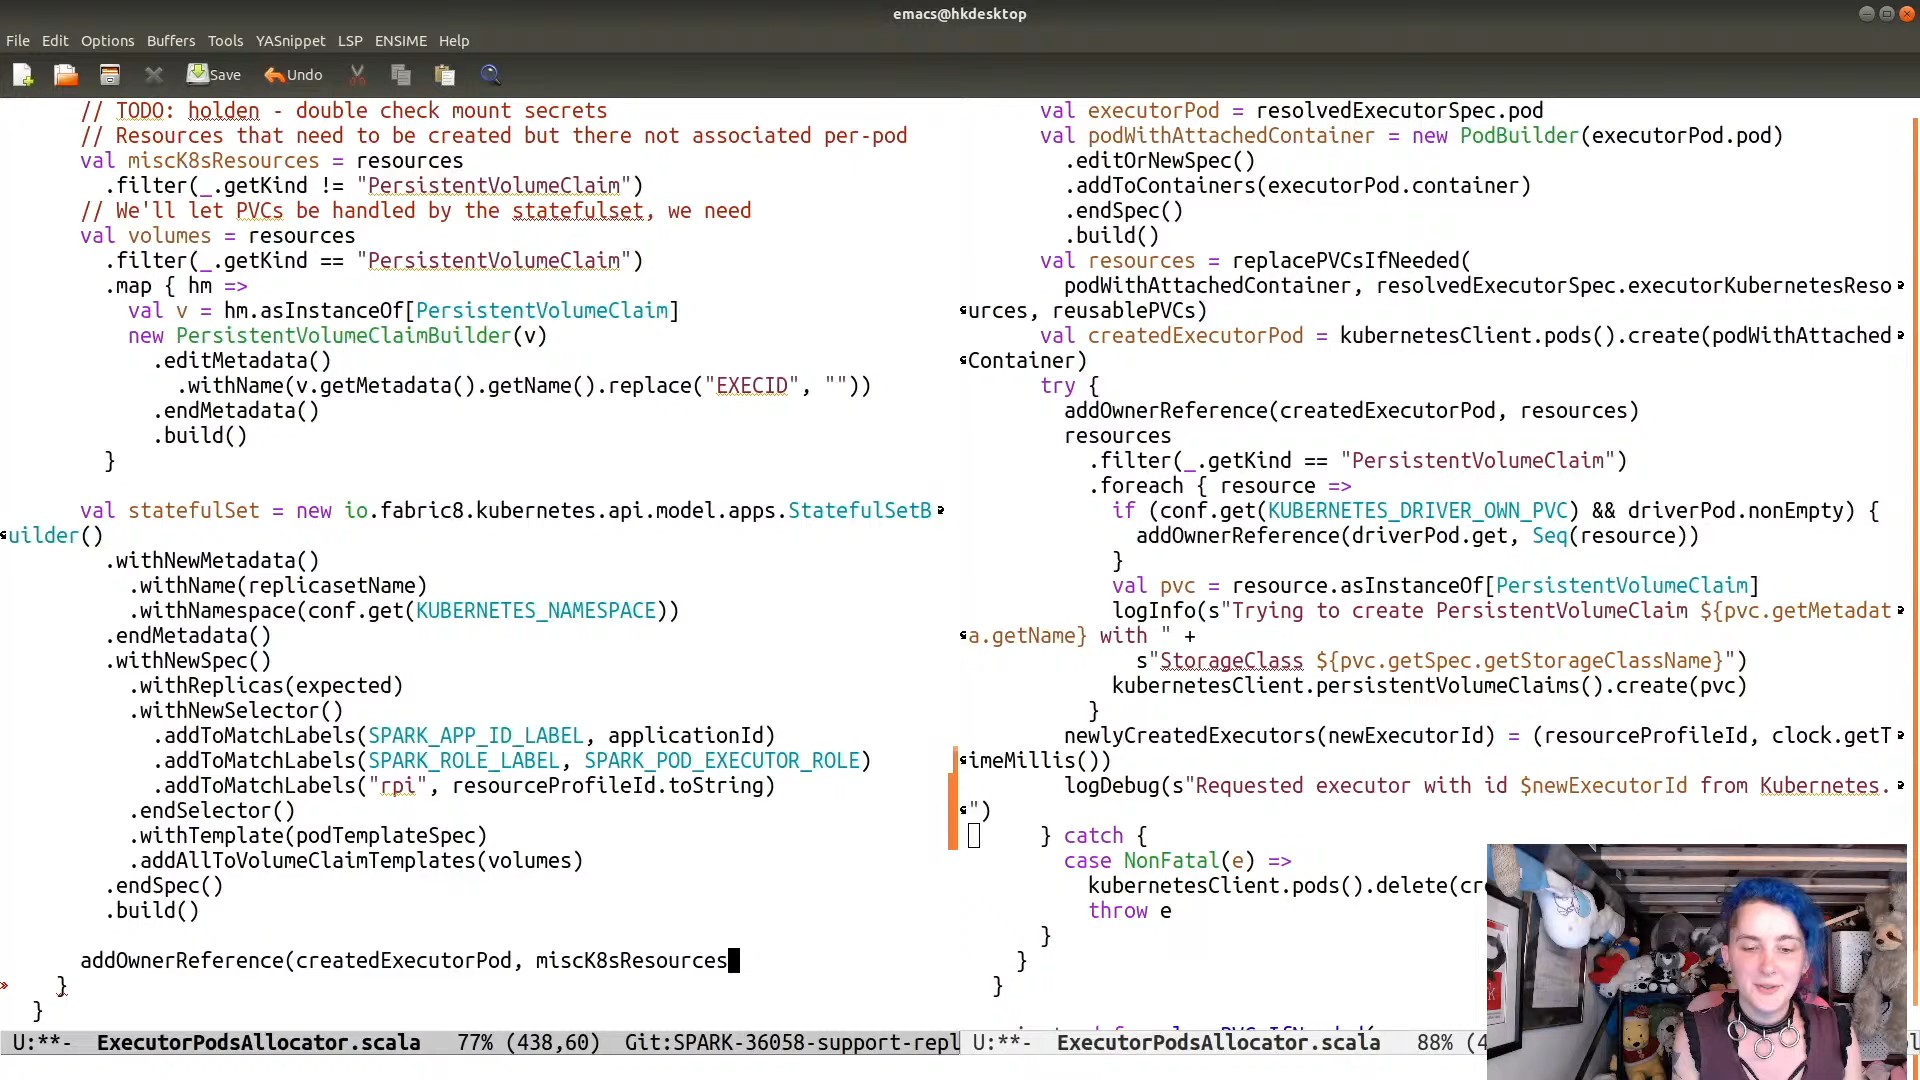 emacs@hkdesktop
File Edit Options Buffers Tools YASnippet LSP ENSIME Help
Save Undo
// TODO: holden - double check mount secrets
// Resources that need to be created but there not associated per-pod
val miscK8sResources = resources
.filter(_.getKind != "PersistentVolumeClaim")
// We'll let PVCs be handled by the statefulset, we need
val volumes = resources
.filter(_.getKind == "PersistentVolumeClaim")
.map { hm =>
val v = hm.asInstanceOf[PersistentVolumeClaim]
new PersistentVolumeClaimBuilder(v)
.editMetadata()
.withName(v.getMetadata().getName().replace("EXECID", ""))
.endMetadata()
.build()
}
val statefulSet = new io.fabric8.kubernetes.api.model.apps.StatefulSetB
uilder()
.withNewMetadata()
.withName(replicasetName)
.withNamespace(conf.get(KUBERNETES_NAMESPACE))
.endMetadata()
.withNewSpec()
.withReplicas(expected)
.withNewSelector()
.addToMatchLabels(SPARK_APP_ID_LABEL, applicationId)
.addToMatchLabels(SPARK_ROLE_LABEL, SPARK_POD_EXECUTOR_ROLE)
.addToMatchLabels("rpi", resourceProfileId.toString)
.endSelector()
.withTemplate(podTemplateSpec)
.addAllToVolumeClaimTemplates(volumes)
.endSpec()
.build()
addOwnerReference(createdExecutorPod, miscK8sResources
}
}
U:**- ExecutorPodsAllocator.scala 77% (438,60) Git:SPARK-36058-support-repl
val executorPod = resolvedExecutorSpec.pod
val podWithAttachedContainer = new PodBuilder(executorPod.pod)
.editOrNewSpec()
.addToContainers(executorPod.container)
.endSpec()
.build()
val resources = replacePVCsIfNeeded(
podWithAttachedContainer, resolvedExecutorSpec.executorKubernetesReso
urces, reusablePVCs)
val createdExecutorPod = kubernetesClient.pods().create(podWithAttached
Container)
try {
addOwnerReference(createdExecutorPod, resources)
resources
.filter(_.getKind == "PersistentVolumeClaim")
.foreach { resource =>
if (conf.get(KUBERNETES_DRIVER_OWN_PVC) && driverPod.nonEmpty) {
addOwnerReference(driverPod.get, Seq(resource))
}
val pvc = resource.asInstanceOf[PersistentVolumeClaim]
logInfo(s"Trying to create PersistentVolumeClaim ${pvc.getMetadat
a.getName} with " +
s"StorageClass ${pvc.getSpec.getStorageClassName}")
kubernetesClient.persistentVolumeClaims().create(pvc)
}
newlyCreatedExecutors(newExecutorId) = (resourceProfileId, clock.getT
imeMillis())
logDebug(s"Requested executor with id $newExecutorId from Kubernetes.
")
} catch {
case NonFatal(e) =>
kubernetesClient.pods().delete(cr
throw e
}
}
}
U:**- ExecutorPodsAllocator.scala 88% (4